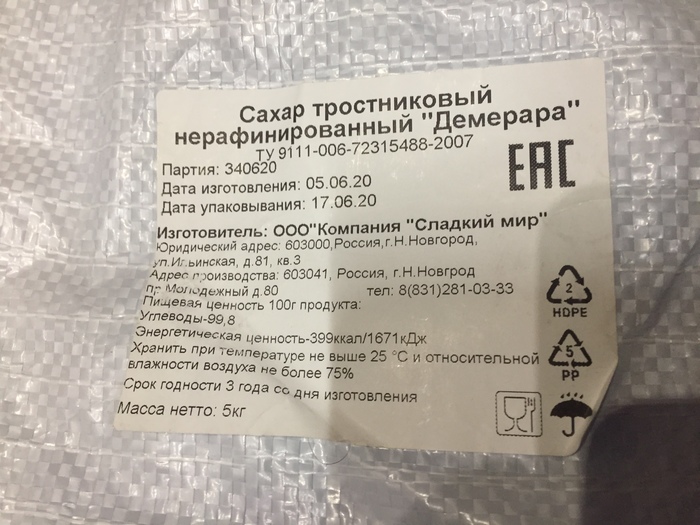 Сахар тростниковый
нерафинированный "Демерара"
ТУ 9111-006-72315488-2007
Партия: 340620
Дата изготовления: 05.06.20
Дата упаковывания: 17.06.20
ЕАС
Изготовитель: ООО"Компания "Сладкий мир"
Юридический адрес: 603000,Россия,г.Н.Новгород,
ул.Ильинская, д.81, кв.3
Адрес производства: 603041, Россия, г.Н.Новгрод
пр Молодежный д.80 тел: 8(831)281-03-33
Пищевая ценность 100г продукта:
Углеводы-99,8
Энергетическая ценность-399ккал/1671кДж
Хранить при температуре не выше 25 °С и относительной
влажности воздуха не более 75%
Срок годности 3 года со дня изготовления
Масса нетто: 5кг
2
HDPE
5
PP